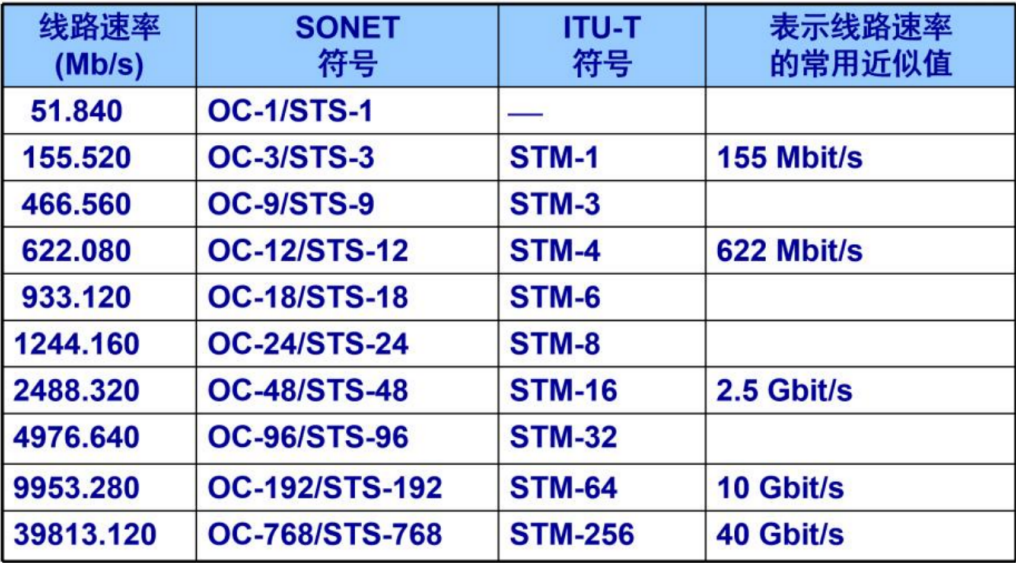 线路速率 (Mb/s) SONET 符号 ITU-T 符号 表示线路速率 的常用近似值
51.840 OC-1/STS-1 —
155.520 OC-3/STS-3 STM-1 155 Mbit/s
466.560 OC-9/STS-9 STM-3
622.080 OC-12/STS-12 STM-4 622 Mbit/s
933.120 OC-18/STS-18 STM-6
1244.160 OC-24/STS-24 STM-8
2488.320 OC-48/STS-48 STM-16 2.5 Gbit/s
4976.640 OC-96/STS-96 STM-32
9953.280 OC-192/STS-192 STM-64 10 Gbit/s
39813.120 OC-768/STS-768 STM-256 40 Gbit/s